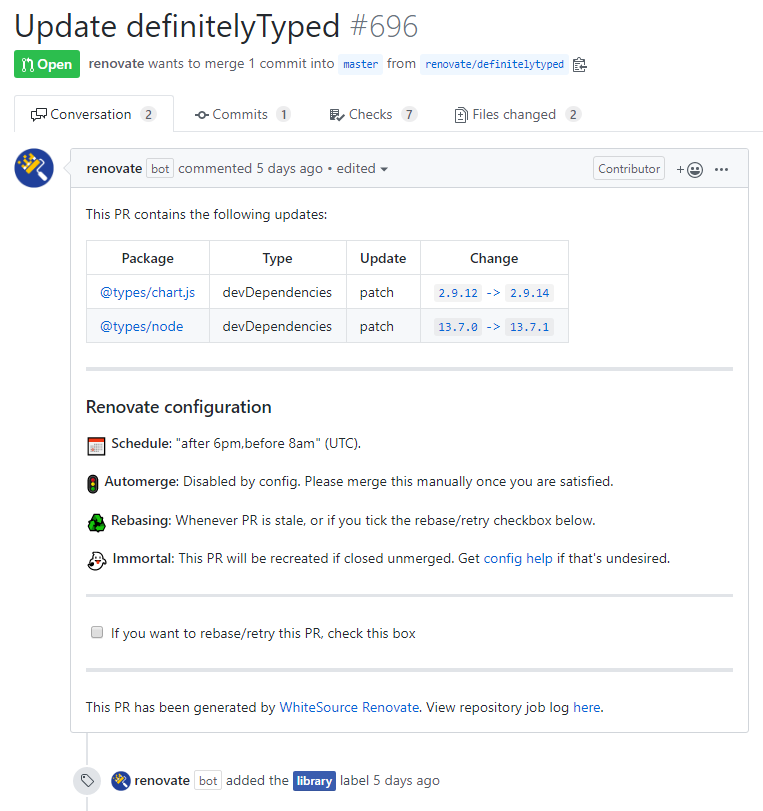 Update definitelyTyped #696
Open renovate wants to merge 1 commit into master from renovate/definitelytyped
Conversation 2 Commits 1 Checks 7 Files changed 2
renovate bot commented 5 days ago • edited Contributor
This PR contains the following updates:
Package Type Update Change
@types/chart.js devDependencies patch 2.9.12 -> 2.9.14
@types/node devDependencies patch 13.7.0 -> 13.7.1
Renovate configuration
Schedule: "after 6pm,before 8am" (UTC).
Automerge: Disabled by config. Please merge this manually once you are satisfied.
Rebasing: Whenever PR is stale, or if you tick the rebase/retry checkbox below.
Immortal: This PR will be recreated if closed unmerged. Get config help if that's undesired.
If you want to rebase/retry this PR, check this box
This PR has been generated by WhiteSource Renovate. View repository job log here.
renovate bot added the library label 5 days ago